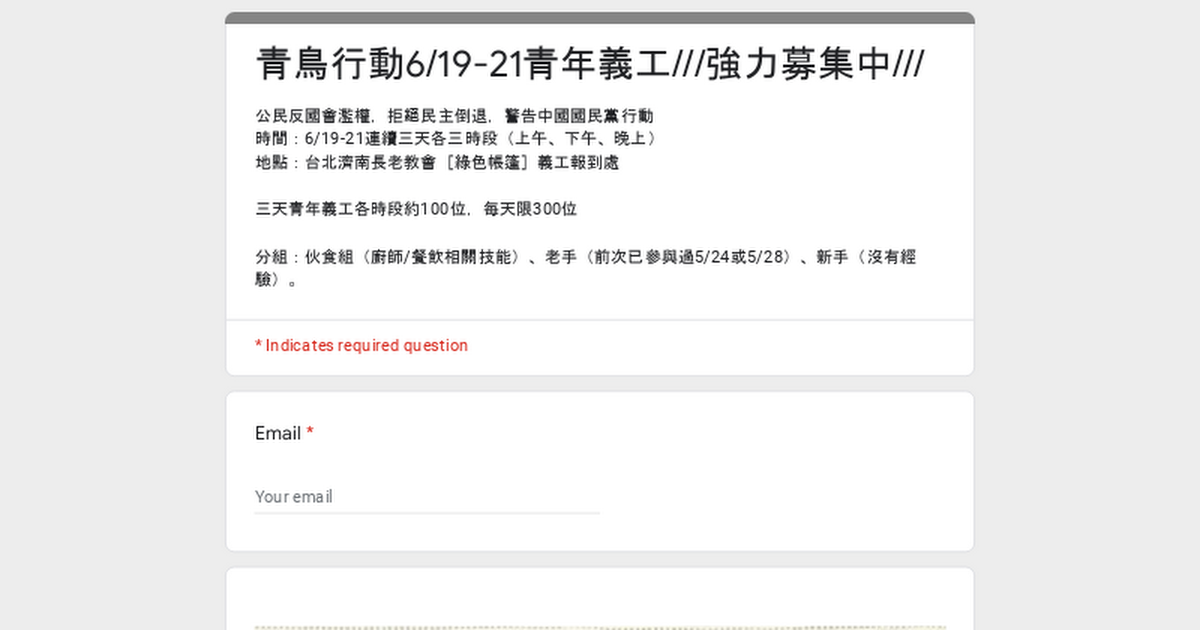 青鳥行動6/19-21青年義工///強力募集中///
公民反國會濫權，拒絕民主倒退，警告中國國民黨行動
時間：6/19-21連續三天各三時段（上午、下午、晚上）
地點：台北濟南長老教會［綠色帳篷］義工報到處
三天青年義工各時段約100位，每天限300位
分組：伙食組（廚師/餐飲相關技能）、老手（前次已參與過5/24或5/28）、新手（沒有經
驗）。
* Indicates required question
Email *
Your email